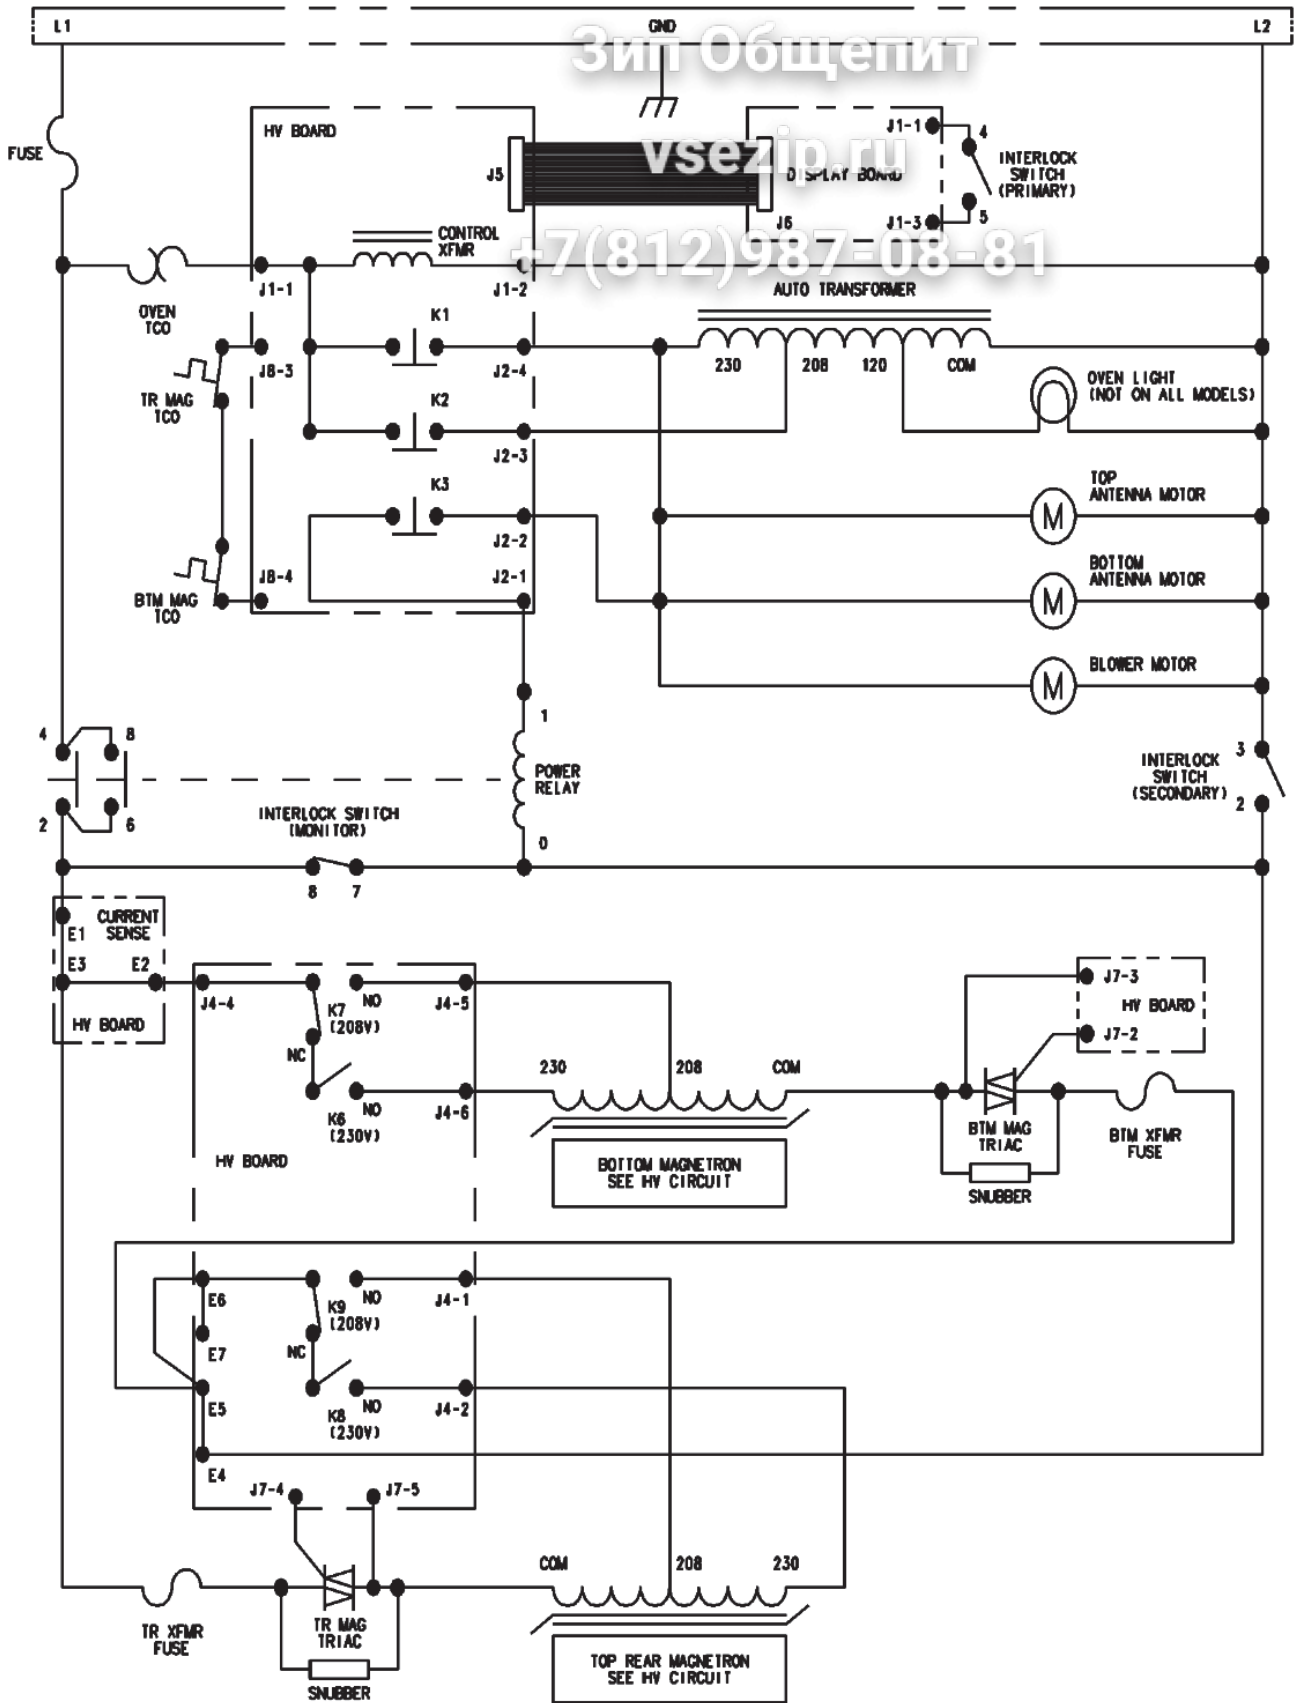 L1
GND
L2
Зип Общепит
HV BOARD
J1-1
4
FUSE
vsezip.ru
INTERLOCK
SWITCH
(PRIMARY)
J5
DISPLAY BOARD
J6
J1-3
5
CONTROL
XFMR
+7(812)987-08-81
J1-1
J1-2
AUTO TRANSFORMER
OVEN
TCO
K1
J8-3
J2-4
230
208
120
COM
OVEN LIGHT
(NOT ON ALL MODELS)
TR MAG
TCO
K2
J2-3
K3
TOP
ANTENNA MOTOR
M
J2-2
J8-4
J2-1
BOTTOM
ANTENNA MOTOR
M
BTM MAG
TCO
BLOWER MOTOR
M
1
4
8
POWER
RELAY
3
INTERLOCK
SWITCH
(SECONDARY)
2
2
6
INTERLOCK SWITCH
(MONITOR)
0
8
7
CURRENT
SENSE
E1
E3
E2
HV BOARD
J4-4
NO
K7
(208V)
J4-5
J7-3
HV BOARD
J7-2
NC
230
208
COM
NO
K6
(230V)
J4-6
BTM MAG
TRIAC
BTM XFMR
FUSE
HV BOARD
BOTTOM MAGNETRON
SEE HV CIRCUIT
SNUBBER
E6
NO
K9
(208V)
J4-1
E7
NC
E5
NO
K8
(230V)
J4-2
E4
J7-4
J7-5
COM
208
230
TR XFMR
FUSE
TR MAG
TRIAC
TOP REAR MAGNETRON
SEE HV CIRCUIT
SNUBBER